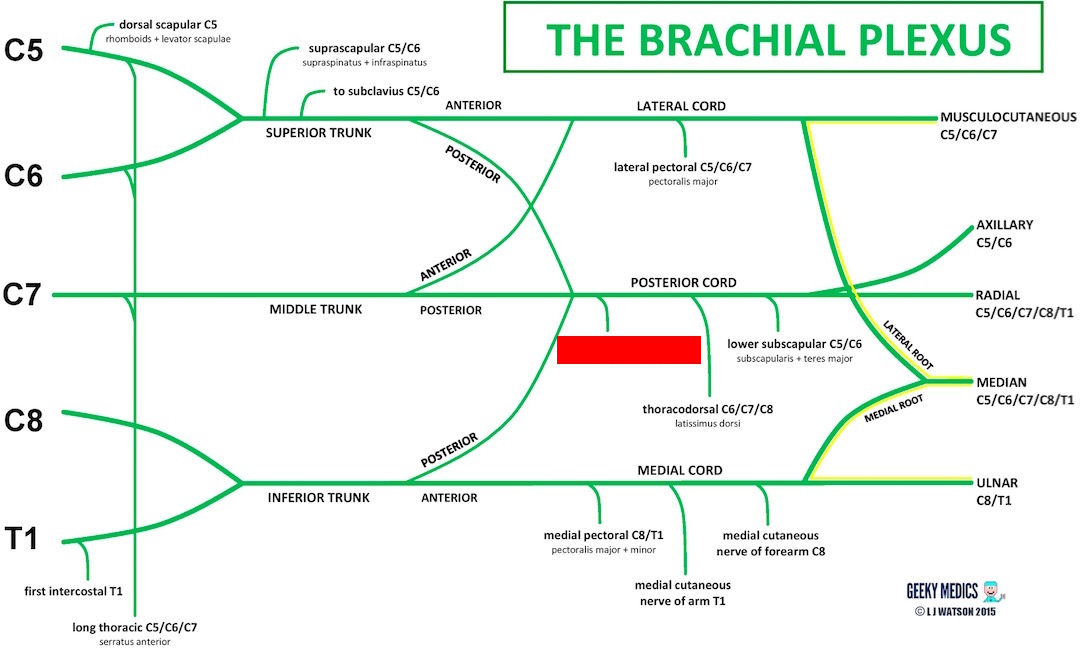 THE BRACHIAL PLEXUS
C5
dorsal scapular C5
rhomboids + levator scapulae
suprascapular C5/C6
supraspinatus + infraspinatus
to subclavius C5/C6
ANTERIOR
LATERAL CORD
SUPERIOR TRUNK
MUSCULOCUTANEOUS
C5/C6/C7
POSTERIOR
lateral pectoral C5/C6/C7
pectoralis major
C6
AXILLARY
C5/C6
ANTERIOR
C7
POSTERIOR CORD
MIDDLE TRUNK
POSTERIOR
RADIAL
C5/C6/C7/C8/T1
lower subscapular C5/C6
subscapularis + teres major
LATERAL ROOT
MEDIAN
C5/C6/C7/C8/T1
thoracodorsal C6/C7/C8
latissimus dorsi
MEDIAL ROOT
C8
POSTERIOR
MEDIAL CORD
INFERIOR TRUNK
ANTERIOR
ULNAR
C8/T1
medial pectoral C8/T1
pectoralis major + minor
medial cutaneous
nerve of forearm C8
T1
first intercostal T1
medial cutaneous
nerve of arm T1
long thoracic C5/C6/C7
serratus anterior
GEEKY MEDICS
© L J WATSON 2015